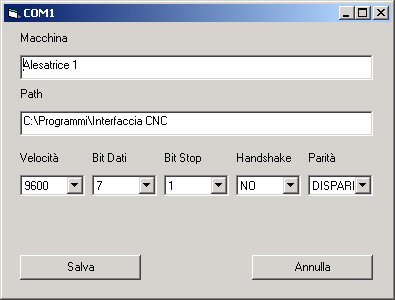 COM1
Macchina
Alesatrice 1
Path
C:\Programmi\Interfaccia CNC
Velocità Bit Dati Bit Stop Handshake Parità
9600 7 1 NO DISPARI
Salva Annulla